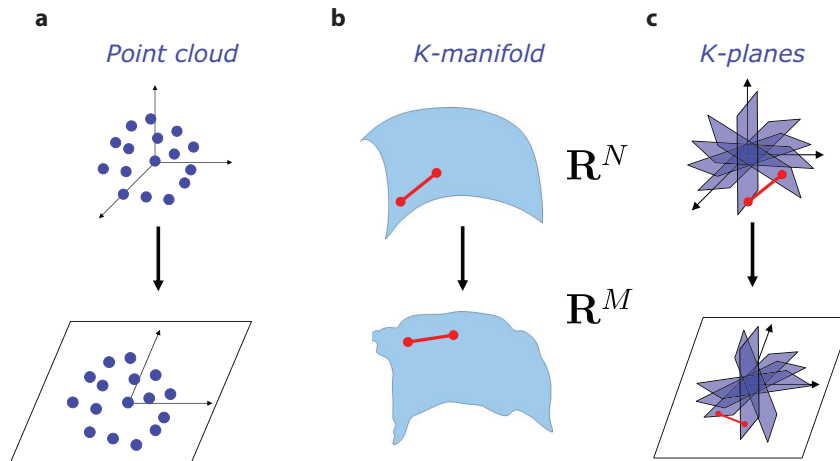 a
Point cloud
b
K-manifold
c
K-planes
R^N
R^M